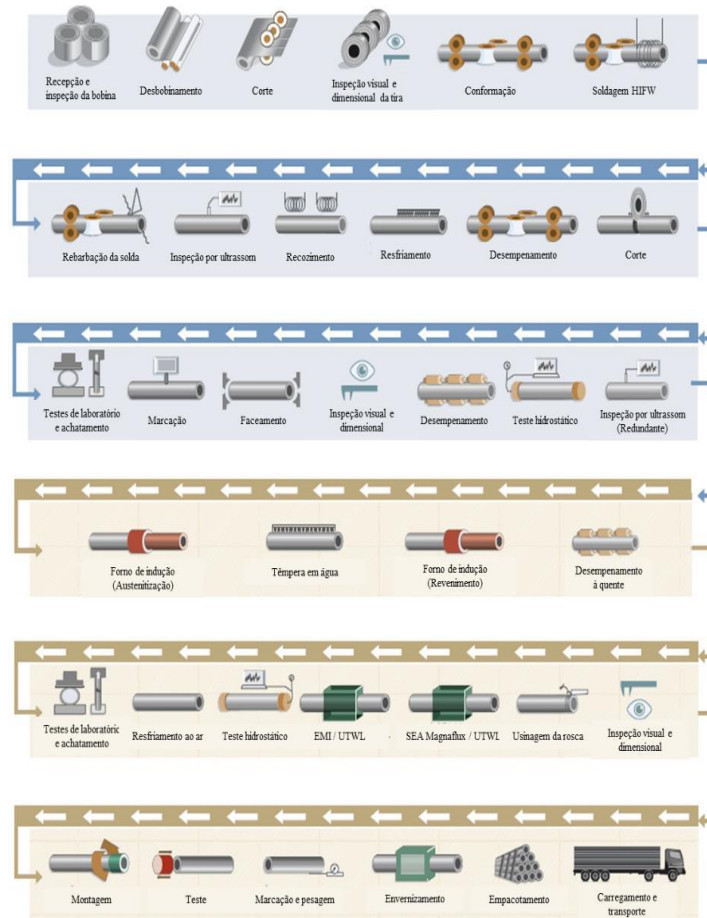 Recepção e
inspeção da bobina
Desbobinamento
Corte
Inspeção visual e
dimensional da tira
Conformação
Soldagem HIFW
Rebarbação da solda
Inspeção por ultrassom
Recozimento
Resfriamento
Desempenamento
Corte
Testes de laboratório
e achatamento
Marcação
Faceamento
Inspeção visual e
dimensional
Desempenamento
Teste hidrostático
Inspeção por ultrassom
(Redundante)
Forno de indução
(Austenitização)
Têmpera em água
Forno de indução
(Revenimento)
Desempenamento
à quente
Testes de laboratóric
e achatamento
Resfriamento ao ar
Teste hidrostático
EMI / UTWL
SEA Magnaflux / UTWL
Usinagem da rosca
Inspeção visual e
dimensional
Montagem
Teste
Marcação e pesagem
Envernizamento
Empacotamento
Carregamento e
transporte